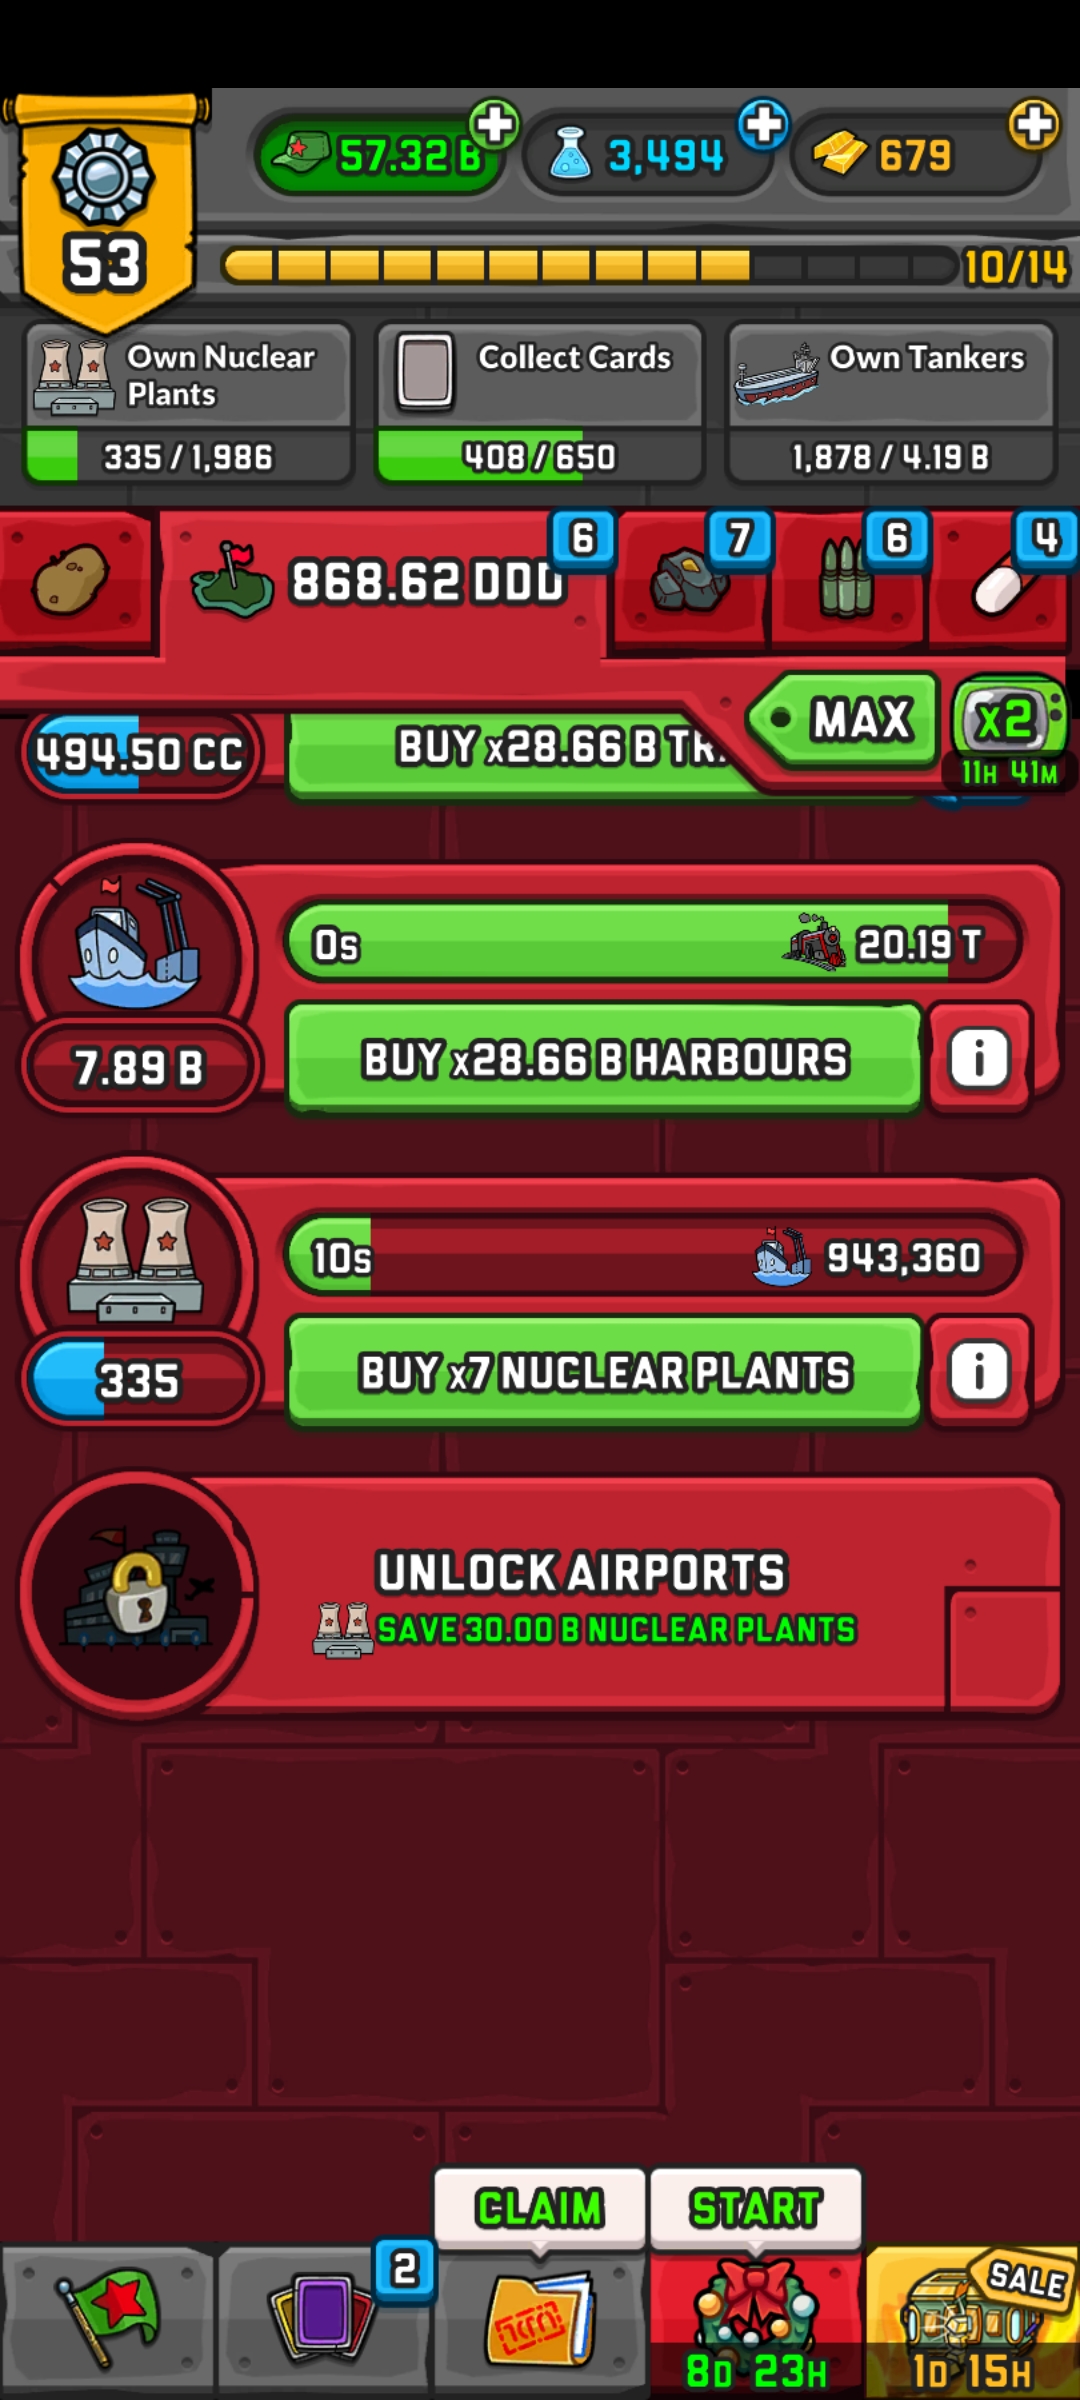 57.32 B
3,494
679
53
10/14
Own Nuclear
Plants
335 / 1,986
Collect Cards
408 / 650
Own Tankers
1,878 / 4.19 B
868.62 DDD
6
7
6
4
MAX
x2
11H 41M
494.50 CC
BUY x28.66 B
0s
20.19 T
7.89 B
BUY x28.66 B HARBOURS
i
10s
943,360
335
BUY x7 NUCLEAR PLANTS
i
UNLOCK AIRPORTS
SAVE 30.00 B NUCLEAR PLANTS
CLAIM
START
2
SALE
8D 23H
1D 15H